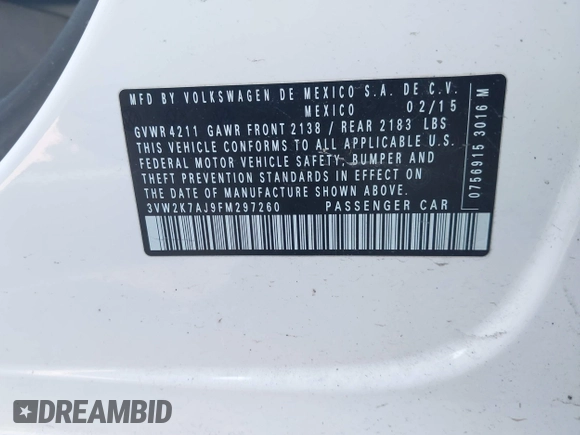 MFD BY VOLKSWAGEN DE MEXICO S.A. DE C.V.
MEXICO 02/15
GVWR 4211 GAWR FRONT 2138 / REAR 2183 LBS
THIS VEHICLE CONFORMS TO ALL APPLICABLE U.S.
FEDERAL MOTOR VEHICLE SAFETY, BUMPER AND
THEFT PREVENTION STANDARDS IN EFFECT ON
THE DATE OF MANUFACTURE SHOWN ABOVE.
3VW2K7AJ9FM297260 PASSENGER CAR
0756915 3016 M
DREAMBID